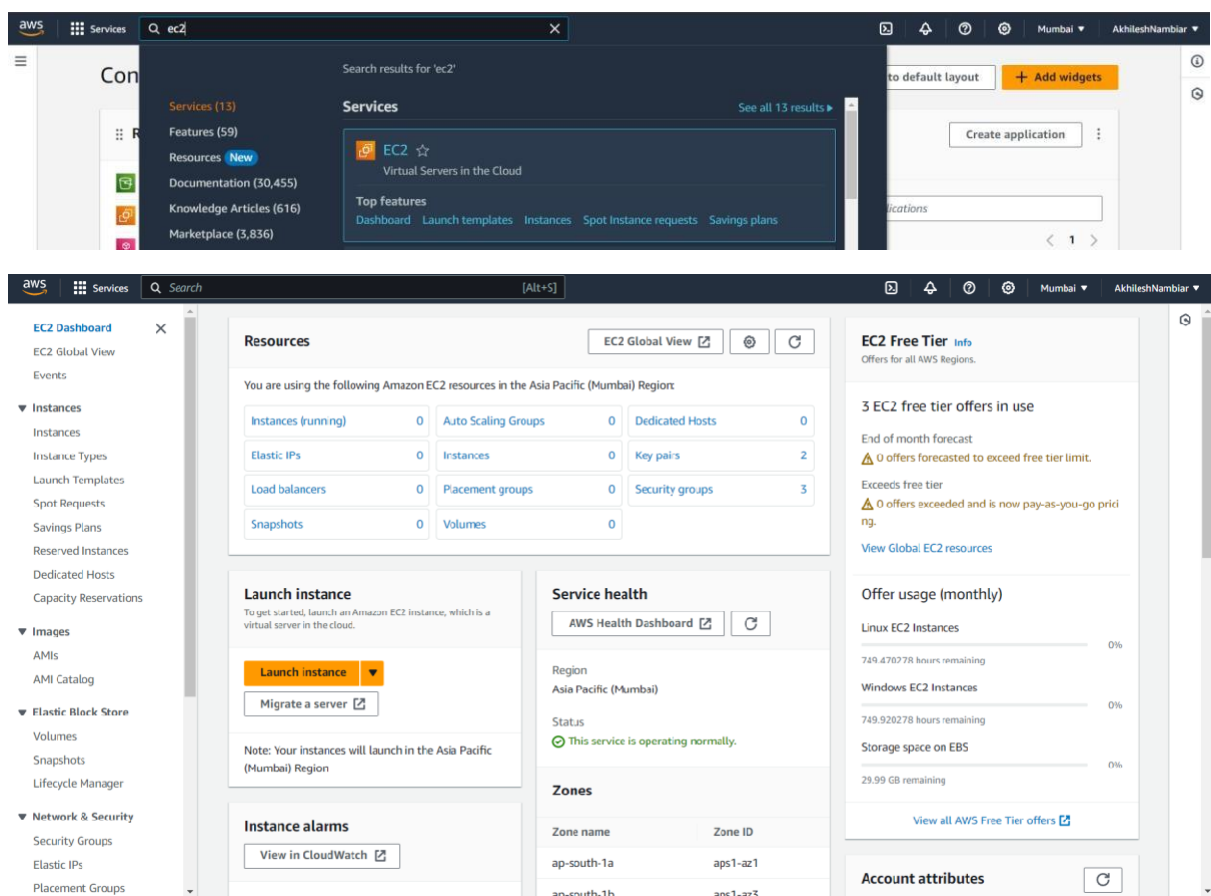 aws
Services
ec2
Mumbai
AkhileshNambiar
Con
Search results for 'ec2'
to default layout
+ Add widgets
Services (13)
Features (59)
Resources New
Documentation (30,455)
Knowledge Articles (616)
Marketplace (3,836)
Services
See all 13 results
EC2
Virtual Servers in the Cloud
Top features
Dashboard Launch templates Instances Spot Instance requests Savings plans
R
Create application
1
aws
Services
Search
[Alt+S]
Mumbai
AkhileshNambiar
EC2 Dashboard
EC2 Global View
Events
Instances
Instances
Instance Types
Launch Templates
Spot Requests
Savings Plans
Reserved Instances
Dedicated Hosts
Capacity Reservations
Images
AMIs
AMI Catalog
Elastic Block Store
Volumes
Snapshots
Lifecycle Manager
Network & Security
Security Groups
Elastic IPs
Placement Groups
Resources
EC2 Global View
You are using the following Amazon EC2 resources in the Asia Pacific (Mumbai) Region:
Instances (running) 0
Auto Scaling Groups 0
Dedicated Hosts 0
Elastic IPs 0
Instances 0
Key pairs 2
Load balancers 0
Placement groups 0
Security groups 3
Snapshots 0
Volumes 0
Launch instance
To get started, launch an Amazon EC2 instance, which is a
virtual server in the cloud.
Launch instance
Migrate a server
Note: Your instances will launch in the Asia Pacific
(Mumbai) Region
Instance alarms
View in CloudWatch
Service health
AWS Health Dashboard
Region
Asia Pacific (Mumbai)
Status
This service is operating normally.
Zones
Zone name Zone ID
ap-south-1a aps1-az1
ap-south-1b aps1-az3
EC2 Free Tier Info
Offers for all AWS Regions.
3 EC2 free tier offers in use
End of month forecast
0 offers forecasted to exceed free tier limit.
Exceeds free tier
0 offers exceeded and is now pay-as-you-go prici
ng.
View Global EC2 resources
Offer usage (monthly)
Linux EC2 Instances
0%
749.470278 hours remaining
Windows EC2 Instances
0%
749.920278 hours remaining
Storage space on EBS
0%
29.99 GB remaining
View all AWS Free Tier offers
Account attributes